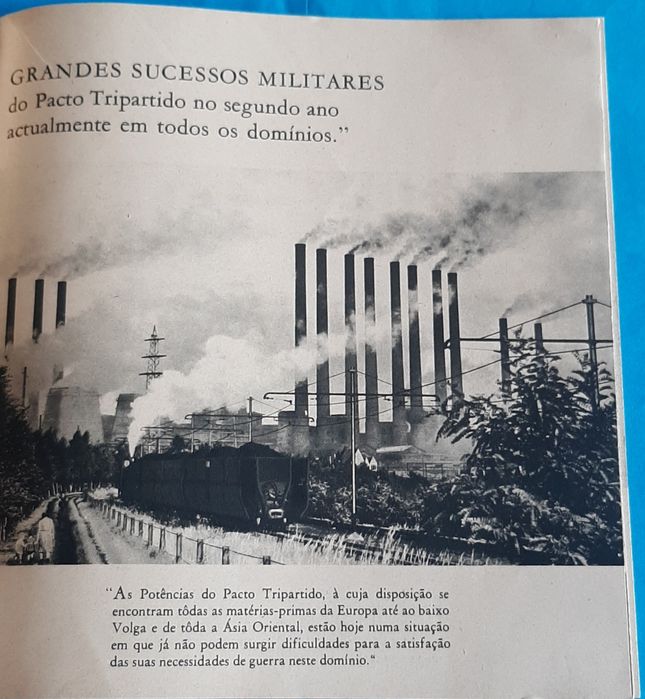 GRANDES SUCESSOS MILITARES
do Pacto Tripartido no segundo ano
actualmente em todos os domínios.”
“As Potências do Pacto Tripartido, à cuja disposição se
encontram tôdas as matérias-primas da Europa até ao baixo
Volga e de tôda a Ásia Oriental, estão hoje numa situação
em que já não podem surgir dificuldades para a satisfação
das suas necessidades de guerra neste domínio.“